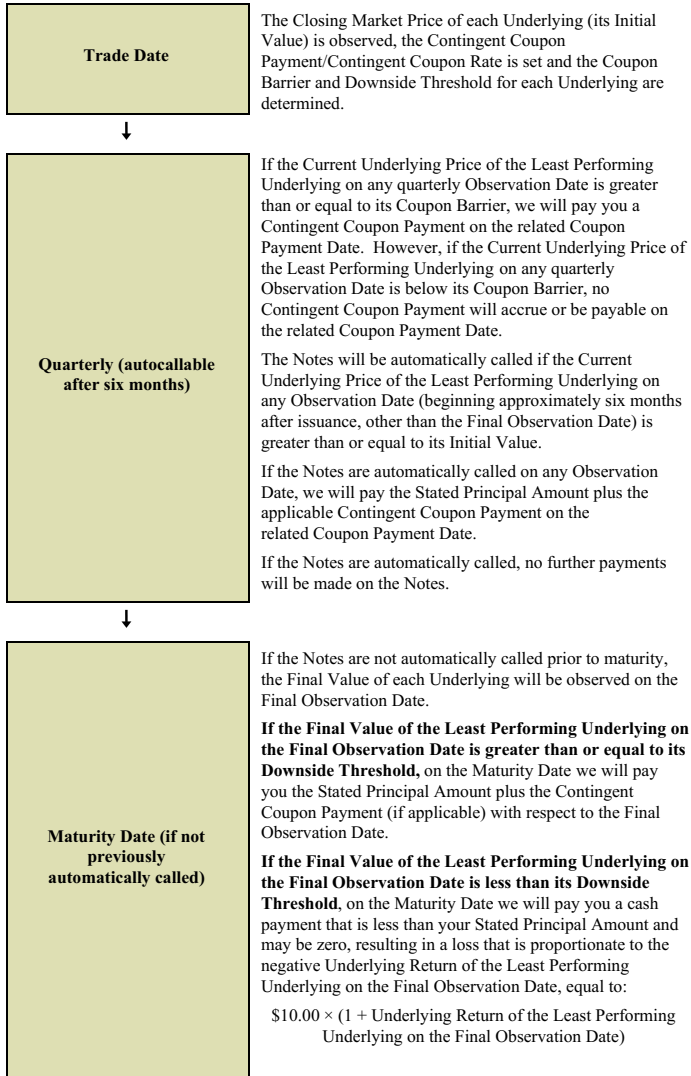 Trade Date
The Closing Market Price of each Underlying (its Initial
Value) is observed, the Contingent Coupon
Payment/Contingent Coupon Rate is set and the Coupon
Barrier and Downside Threshold for each Underlying are
determined.
Quarterly (autocallable
after six months)
If the Current Underlying Price of the Least Performing
Underlying on any quarterly Observation Date is greater
than or equal to its Coupon Barrier, we will pay you a
Contingent Coupon Payment on the related Coupon
Payment Date. However, if the Current Underlying Price of
the Least Performing Underlying on any quarterly
Observation Date is below its Coupon Barrier, no
Contingent Coupon Payment will accrue or be payable on
the related Coupon Payment Date.
The Notes will be automatically called if the Current
Underlying Price of the Least Performing Underlying on
any Observation Date (beginning approximately six months
after issuance, other than the Final Observation Date) is
greater than or equal to its Initial Value.
If the Notes are automatically called on any Observation
Date, we will pay the Stated Principal Amount plus the
applicable Contingent Coupon Payment on the
related Coupon Payment Date.
If the Notes are automatically called, no further payments
will be made on the Notes.
Maturity Date (if not
previously
automatically called)
If the Notes are not automatically called prior to maturity,
the Final Value of each Underlying will be observed on the
Final Observation Date.
If the Final Value of the Least Performing Underlying on
the Final Observation Date is greater than or equal to its
Downside Threshold, on the Maturity Date we will pay
you the Stated Principal Amount plus the Contingent
Coupon Payment (if applicable) with respect to the Final
Observation Date.
If the Final Value of the Least Performing Underlying on
the Final Observation Date is less than its Downside
Threshold, on the Maturity Date we will pay you a cash
payment that is less than your Stated Principal Amount and
may be zero, resulting in a loss that is proportionate to the
negative Underlying Return of the Least Performing
Underlying on the Final Observation Date, equal to:
$10.00 × (1 + Underlying Return of the Least Performing
Underlying on the Final Observation Date)